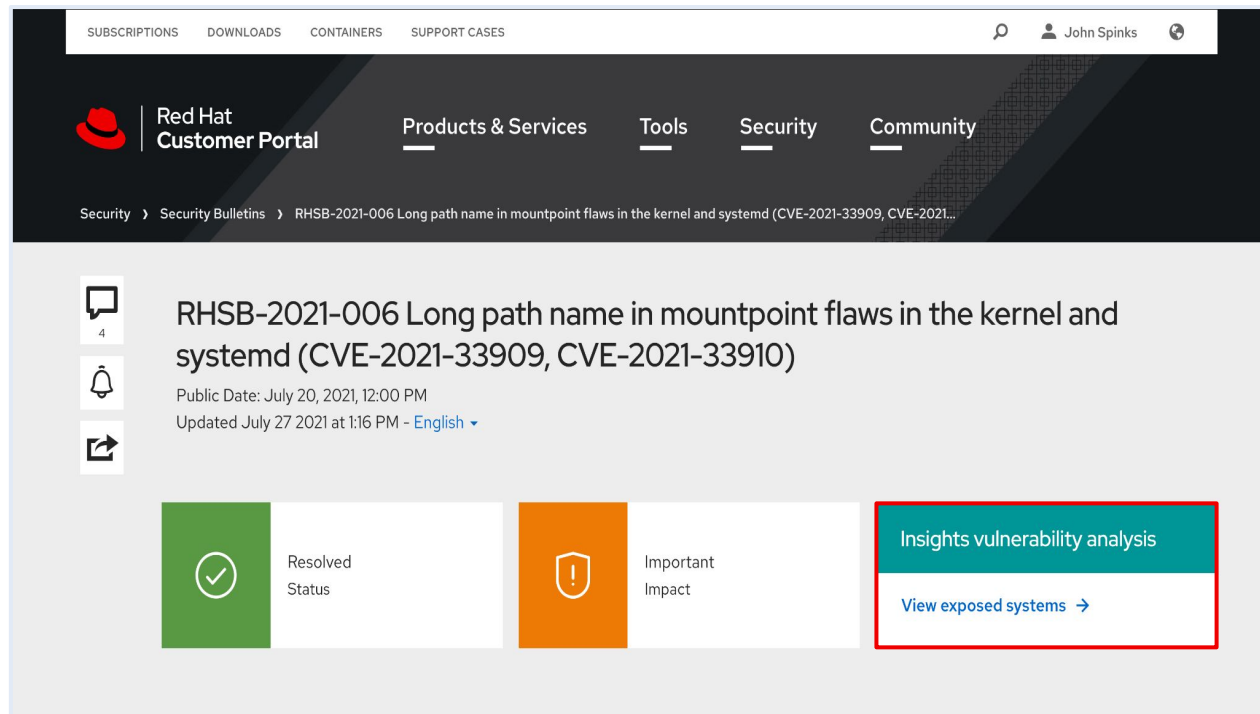 SUBSCRIPTIONS DOWNLOADS CONTAINERS SUPPORT CASES John Spinks
Red Hat
Customer Portal
Products & Services Tools Security Community
Security ❯ Security Bulletins ❯ RHSB-2021-006 Long path name in mountpoint flaws in the kernel and systemd (CVE-2021-33909, CVE-2021...
4
RHSB-2021-006 Long path name in mountpoint flaws in the kernel and
systemd (CVE-2021-33909, CVE-2021-33910)
Public Date: July 20, 2021, 12:00 PM
Updated July 27 2021 at 1:16 PM - English
Resolved
Status
Important
Impact
Insights vulnerability analysis
View exposed systems →